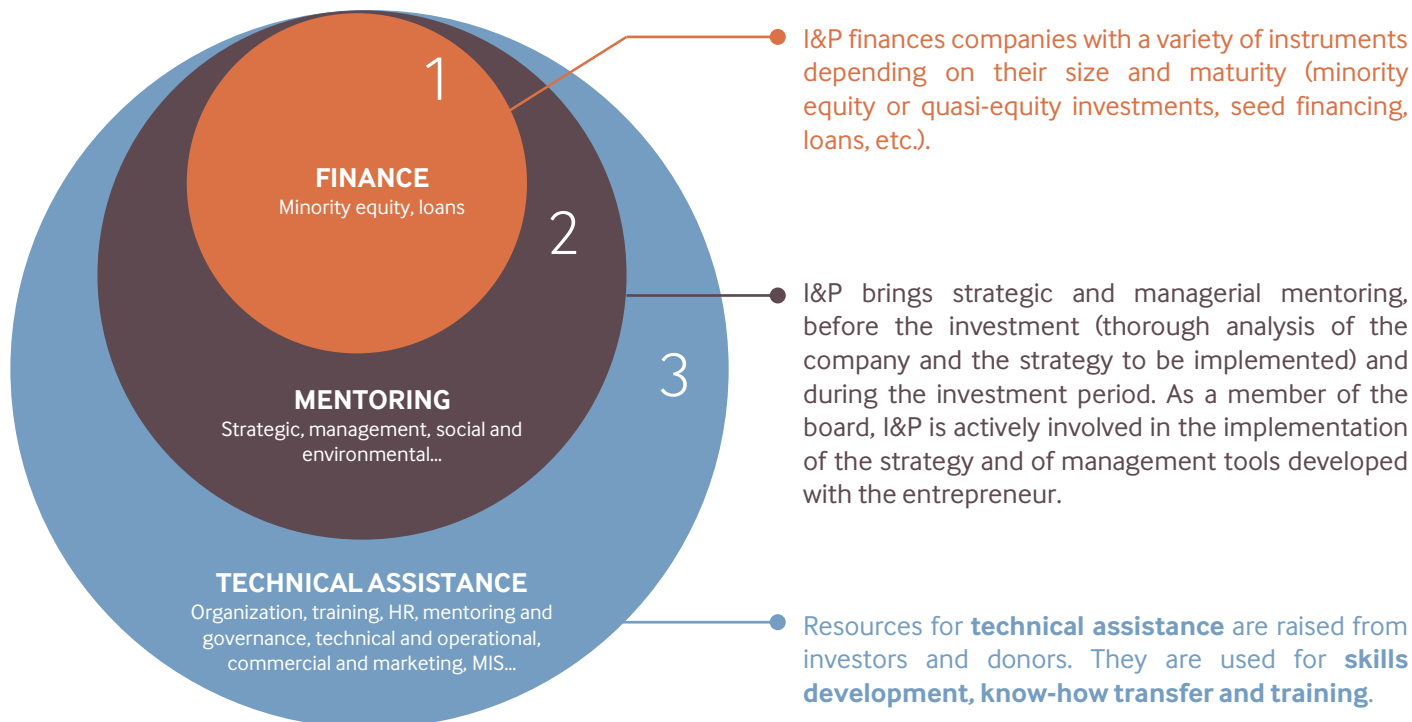 1
FINANCE
Minority equity, loans
2
MENTORING
Strategic, management, social and
environmental...
3
TECHNICAL ASSISTANCE
Organization, training, HR, mentoring and
governance, technical and operational,
commercial and marketing, MIS...
I&P finances companies with a variety of instruments
depending on their size and maturity (minority
equity or quasi-equity investments, seed financing,
loans, etc.).
I&P brings strategic and managerial mentoring,
before the investment (thorough analysis of the
company and the strategy to be implemented) and
during the investment period. As a member of the
board, I&P is actively involved in the implementation
of the strategy and of management tools developed
with the entrepreneur.
Resources for technical assistance are raised from
investors and donors. They are used for skills
development, know-how transfer and training.